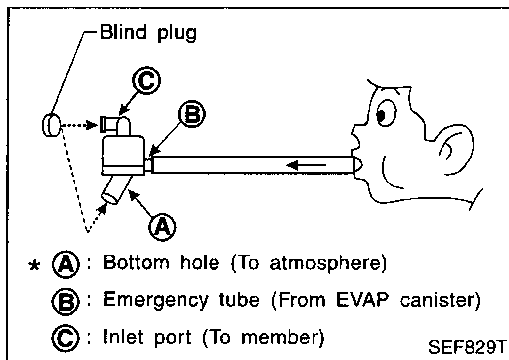 Blind plug
C
B
A
* A : Bottom hole (To atmosphere)
B : Emergency tube (From EVAP canister)
C : Inlet port (To member)
SEF829T